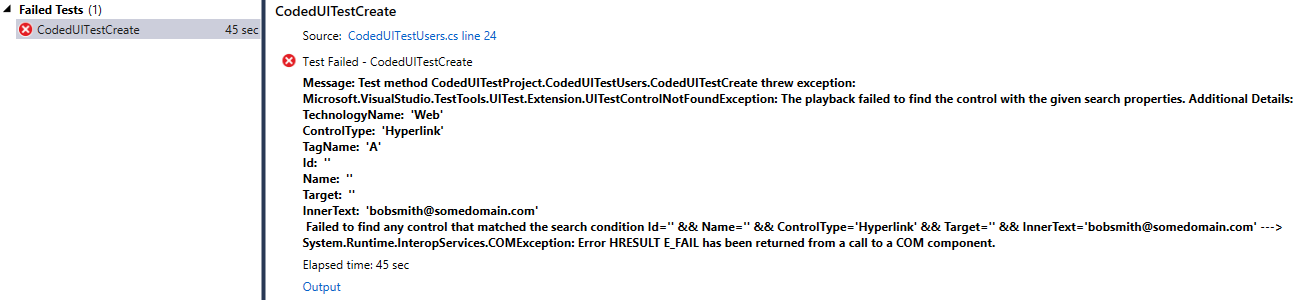 Failed Tests (1)
CodedUITestCreate 45 sec
CodedUITestCreate
Source: CodedUITestUsers.cs line 24
Test Failed - CodedUITestCreate
Message: Test method CodedUITestProject.CodedUITestUsers.CodedUITestCreate threw exception:
Microsoft.VisualStudio.TestTools.UITest.Extension.UITestControlNotFoundException: The playback failed to find the control with the given search properties. Additional Details:
TechnologyName:  'Web'
ControlType:  'Hyperlink'
TagName:  'A'
Id:  ''
Name:  ''
Target:  ''
InnerText:  'bobsmith@somedomain.com'
Failed to find any control that matched the search condition Id='' && Name='' && ControlType='Hyperlink' && Target='' && InnerText='bobsmith@somedomain.com' --->
System.Runtime.InteropServices.COMException: Error HRESULT E_FAIL has been returned from a call to a COM component.
Elapsed time: 45 sec
Output